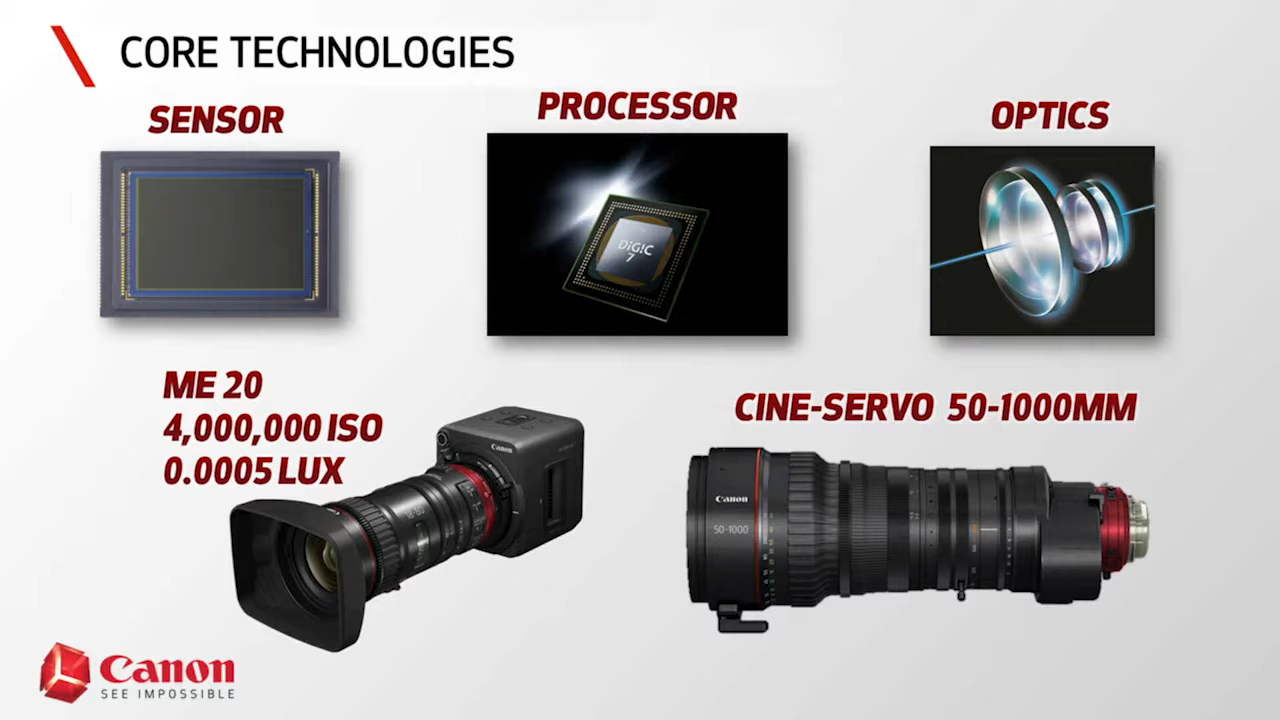 CORE TECHNOLOGIES
SENSOR
PROCESSOR
OPTICS
DIGIC
7
ME 20
4,000,000 ISO
0.0005 LUX
CINE-SERVO 50-1000MM
Canon
Canon
50-1000
Canon
SEE IMPOSSIBLE